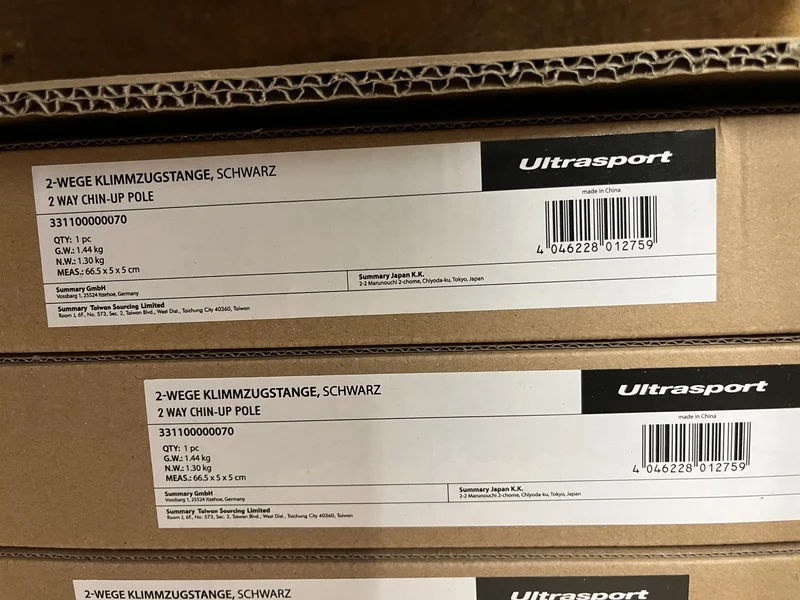 2-WEGE KLIMMZUGSTANGE, SCHWARZ
2 WAY CHIN-UP POLE
331100000070
QTY: 1 pc
G.W.: 1.44 kg
N.W.: 1.30 kg
MEAS.: 66.5 x 5 x 5 cm
Ultrasport
made in China
4 046228 012759
Summary GmbH
Vossbarg 1, 25524 Itzehoe, Germany
Summary Japan K.K.
2-2 Marunouchi 2-chome, Chiyoda-ku, Tokyo, Japan
Summary Taiwan Sourcing Limited
Room J, 6F., No. 573, Sec. 2, Taiwan Blvd., West Dist., Taichung City 40360, Taiwan
2-WEGE KLIMMZUGSTANGE, SCHWARZ
2 WAY CHIN-UP POLE
331100000070
QTY: 1 pc
G.W.: 1.44 kg
N.W.: 1.30 kg
MEAS.: 66.5 x 5 x 5 cm
Ultrasport
made in China
4 046228 012759
Summary GmbH
Vossbarg 1, 25524 Itzehoe, Germany
Summary Japan K.K.
2-2 Marunouchi 2-chome, Chiyoda-ku, Tokyo, Japan
Summary Taiwan Sourcing Limited
Room J, 6F., No. 573, Sec. 2, Taiwan Blvd., West Dist., Taichung City 40360, Taiwan
2-WEGE KLIMMZUGSTANGE, SCHWARZ
Ultrasport